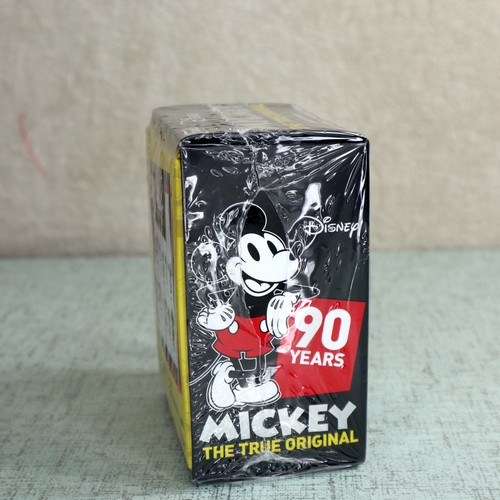 Disney
90
YEARS
MICKEY
THE TRUE ORIGINAL